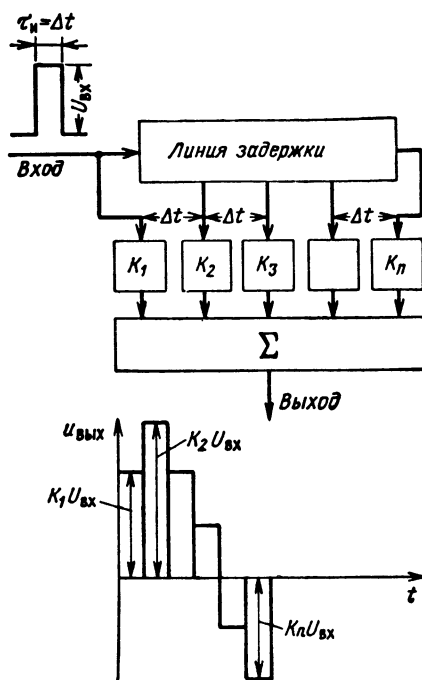 τи=Δt
Uвх
Вход
Линия задержки
Δt Δt Δt
K1 K2 K3 Kn
Σ
Выход
uвых
K2Uвх
K1Uвх
t
KnUвх